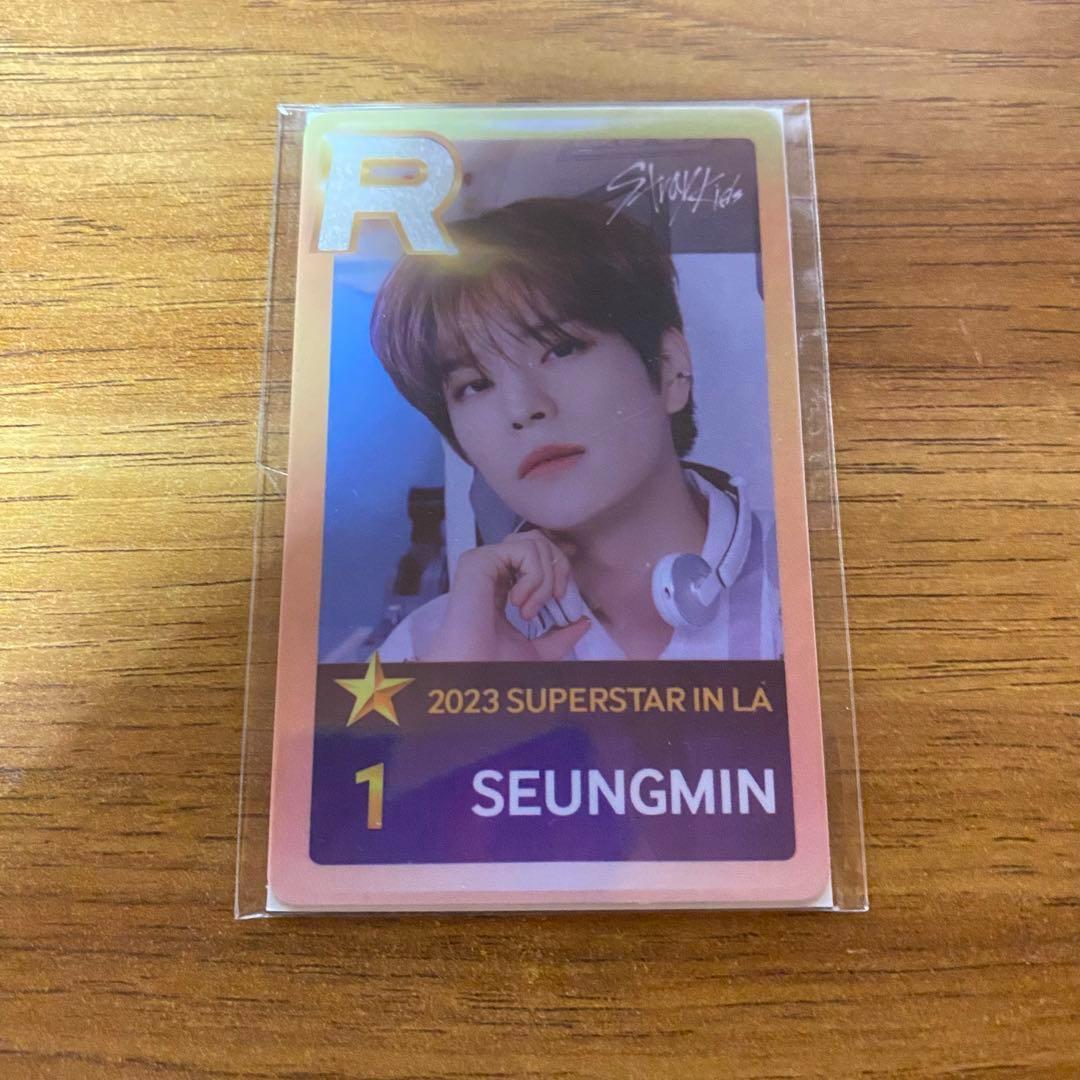 R
Stray Kids
2023 SUPERSTAR IN LA
1
SEUNGMIN